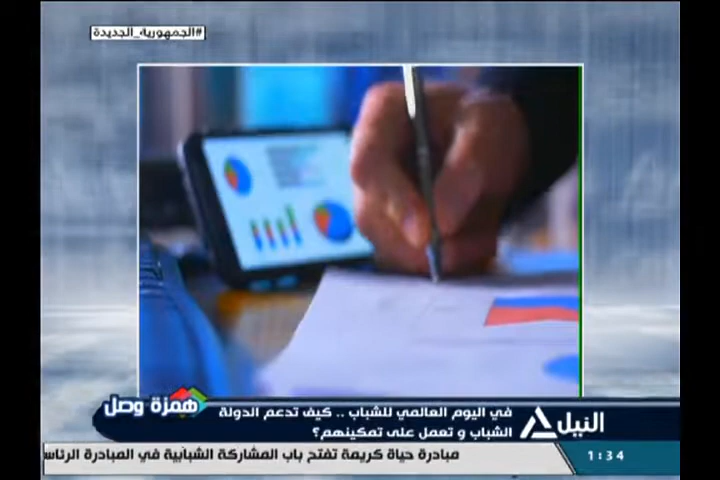 #الجمهورية_الجديدة
همزة وصل
في اليوم العالمي للشباب .. كيف تدعم الدولة
الشباب و تعمل على تمكينهم؟
النيل
مبادرة حياة كريمة تفتح باب المشاركة الشبابية في المبادرة الرئاس
1:34